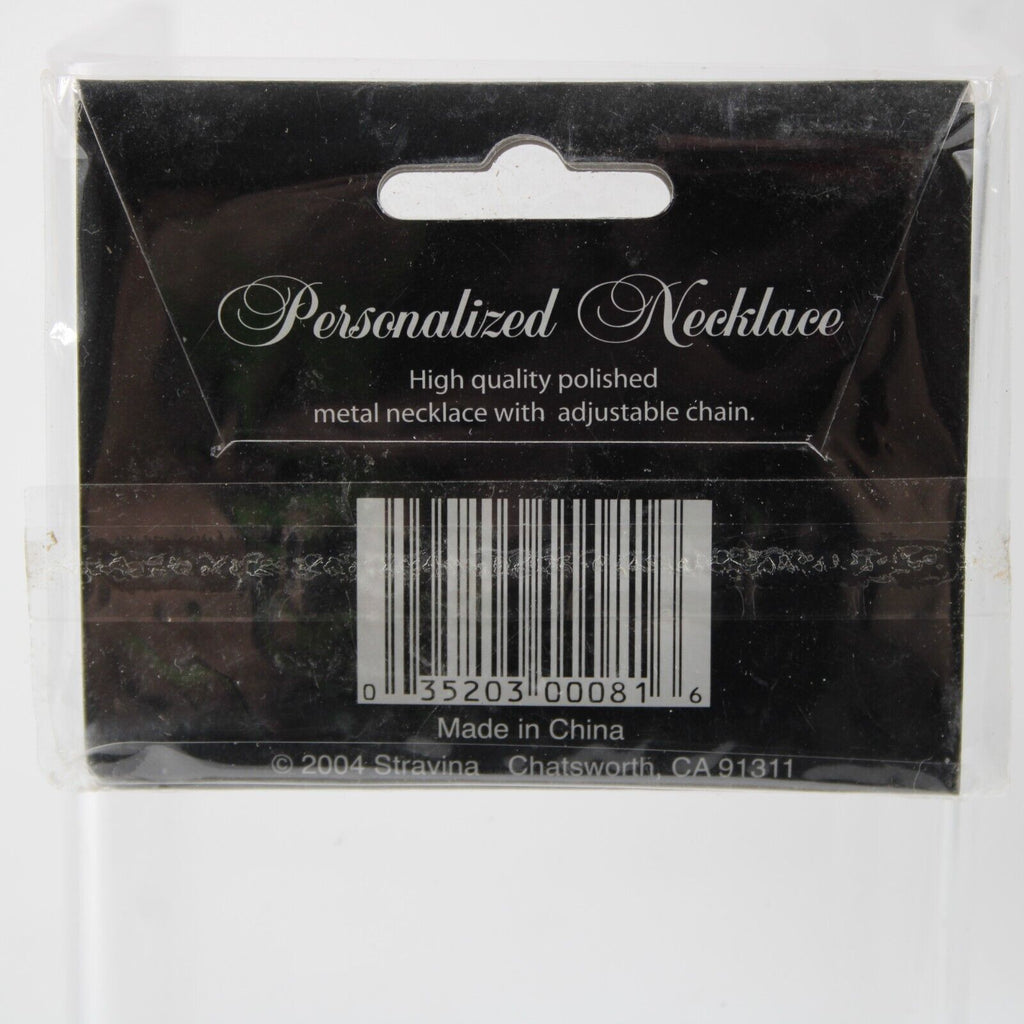 Personalized Necklace
High quality polished
metal necklace with adjustable chain.
0 35203 00081 6
Made in China
© 2004 Stravina Chatsworth, CA 91311